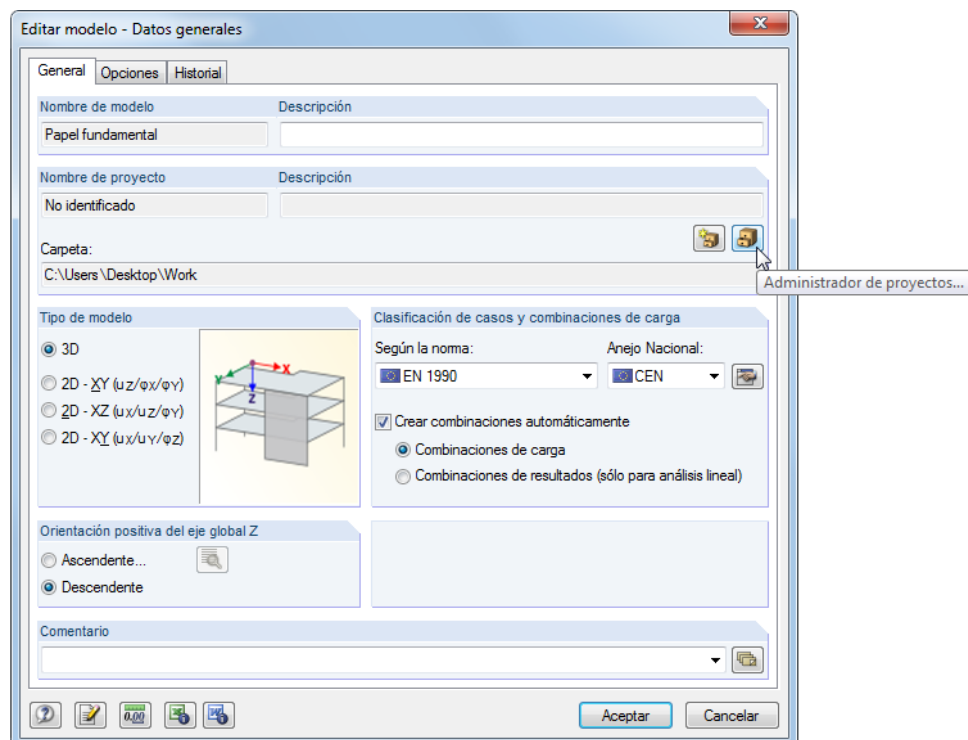 Editar modelo - Datos generales
General Opciones Historial
Nombre de modelo Descripción
Papel fundamental
Nombre de proyecto Descripción
No identificado
Carpeta:
C:\Users\Desktop\Work
Administrador de proyectos...
Tipo de modelo
3D
2D - XY (uz/φx/φY)
2D - XZ (ux/uz/φY)
2D - XY (ux/uY/φz)
Y X
Z
Clasificación de casos y combinaciones de carga
Según la norma: Anejo Nacional:
EN 1990 CEN
Crear combinaciones automáticamente
Combinaciones de carga
Combinaciones de resultados (sólo para análisis lineal)
Orientación positiva del eje global Z
Ascendente...
Descendente
Comentario
0.00
Aceptar Cancelar